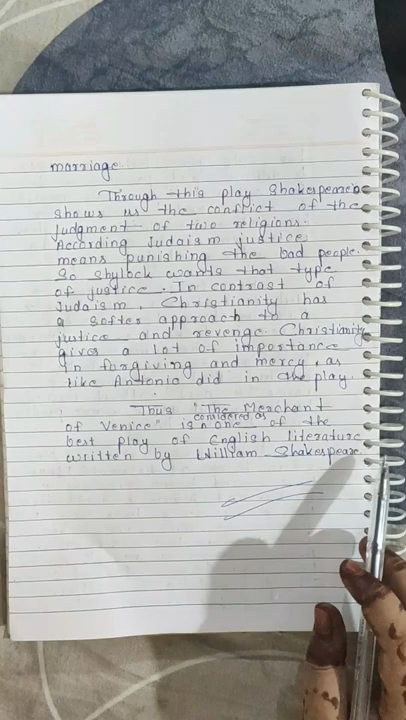 marriage.
Through this play Shakespeare
shows us the conflict of the
judgment of two religions.
According Judaism justice
means punishing the bad people.
So Shylock wants that type
of justice. In contrast of
Judaism, Christianity has
a softer approach to a
justice and revenge. Christianity
gives a lot of importance
in forgiving and mercy, as
like Antonio did in the play.
Thus "The Merchant
of Venice" is considered as one of the
best play of English literature
written by William Shakespeare.